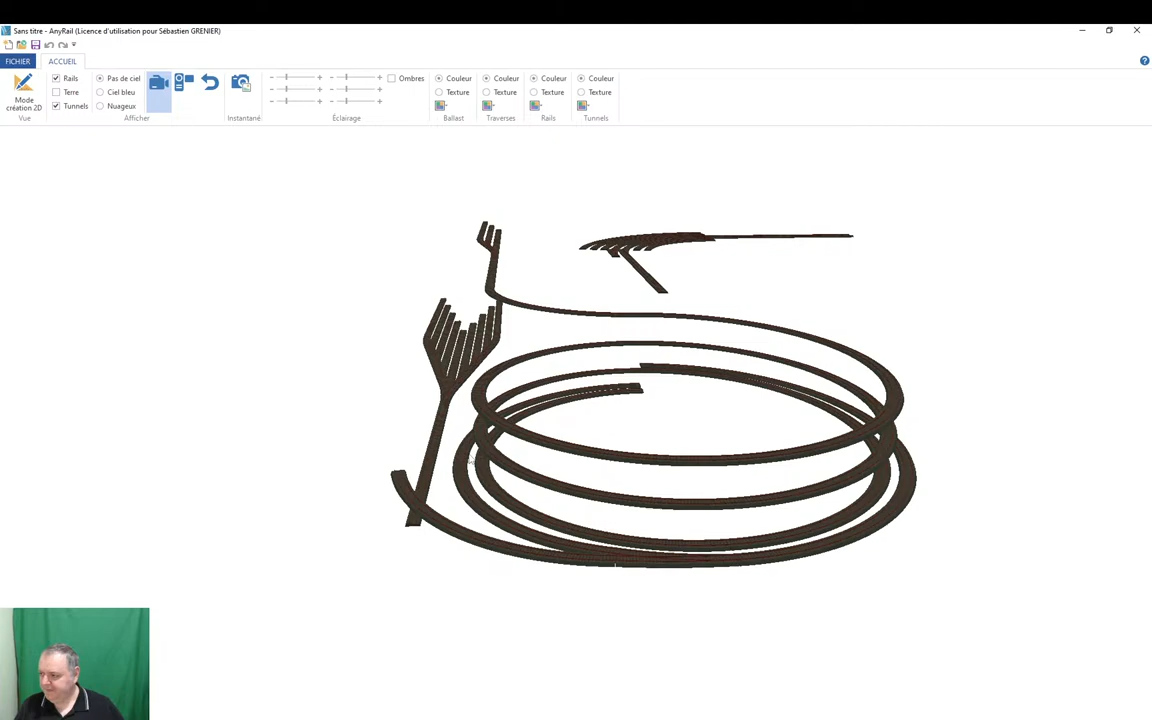 Sans titre - AnyRail (Licence d'utilisation pour Sébastien GRENIER)
FICHIER
ACCUEIL
Mode
création 2D
Vue
Rails
Terre
Tunnels
Pas de ciel
Ciel bleu
Nuageux
Afficher
Instantané
Ombres
Éclairage
Couleur
Texture
Ballast
Couleur
Texture
Traverses
Couleur
Texture
Rails
Couleur
Texture
Tunnels